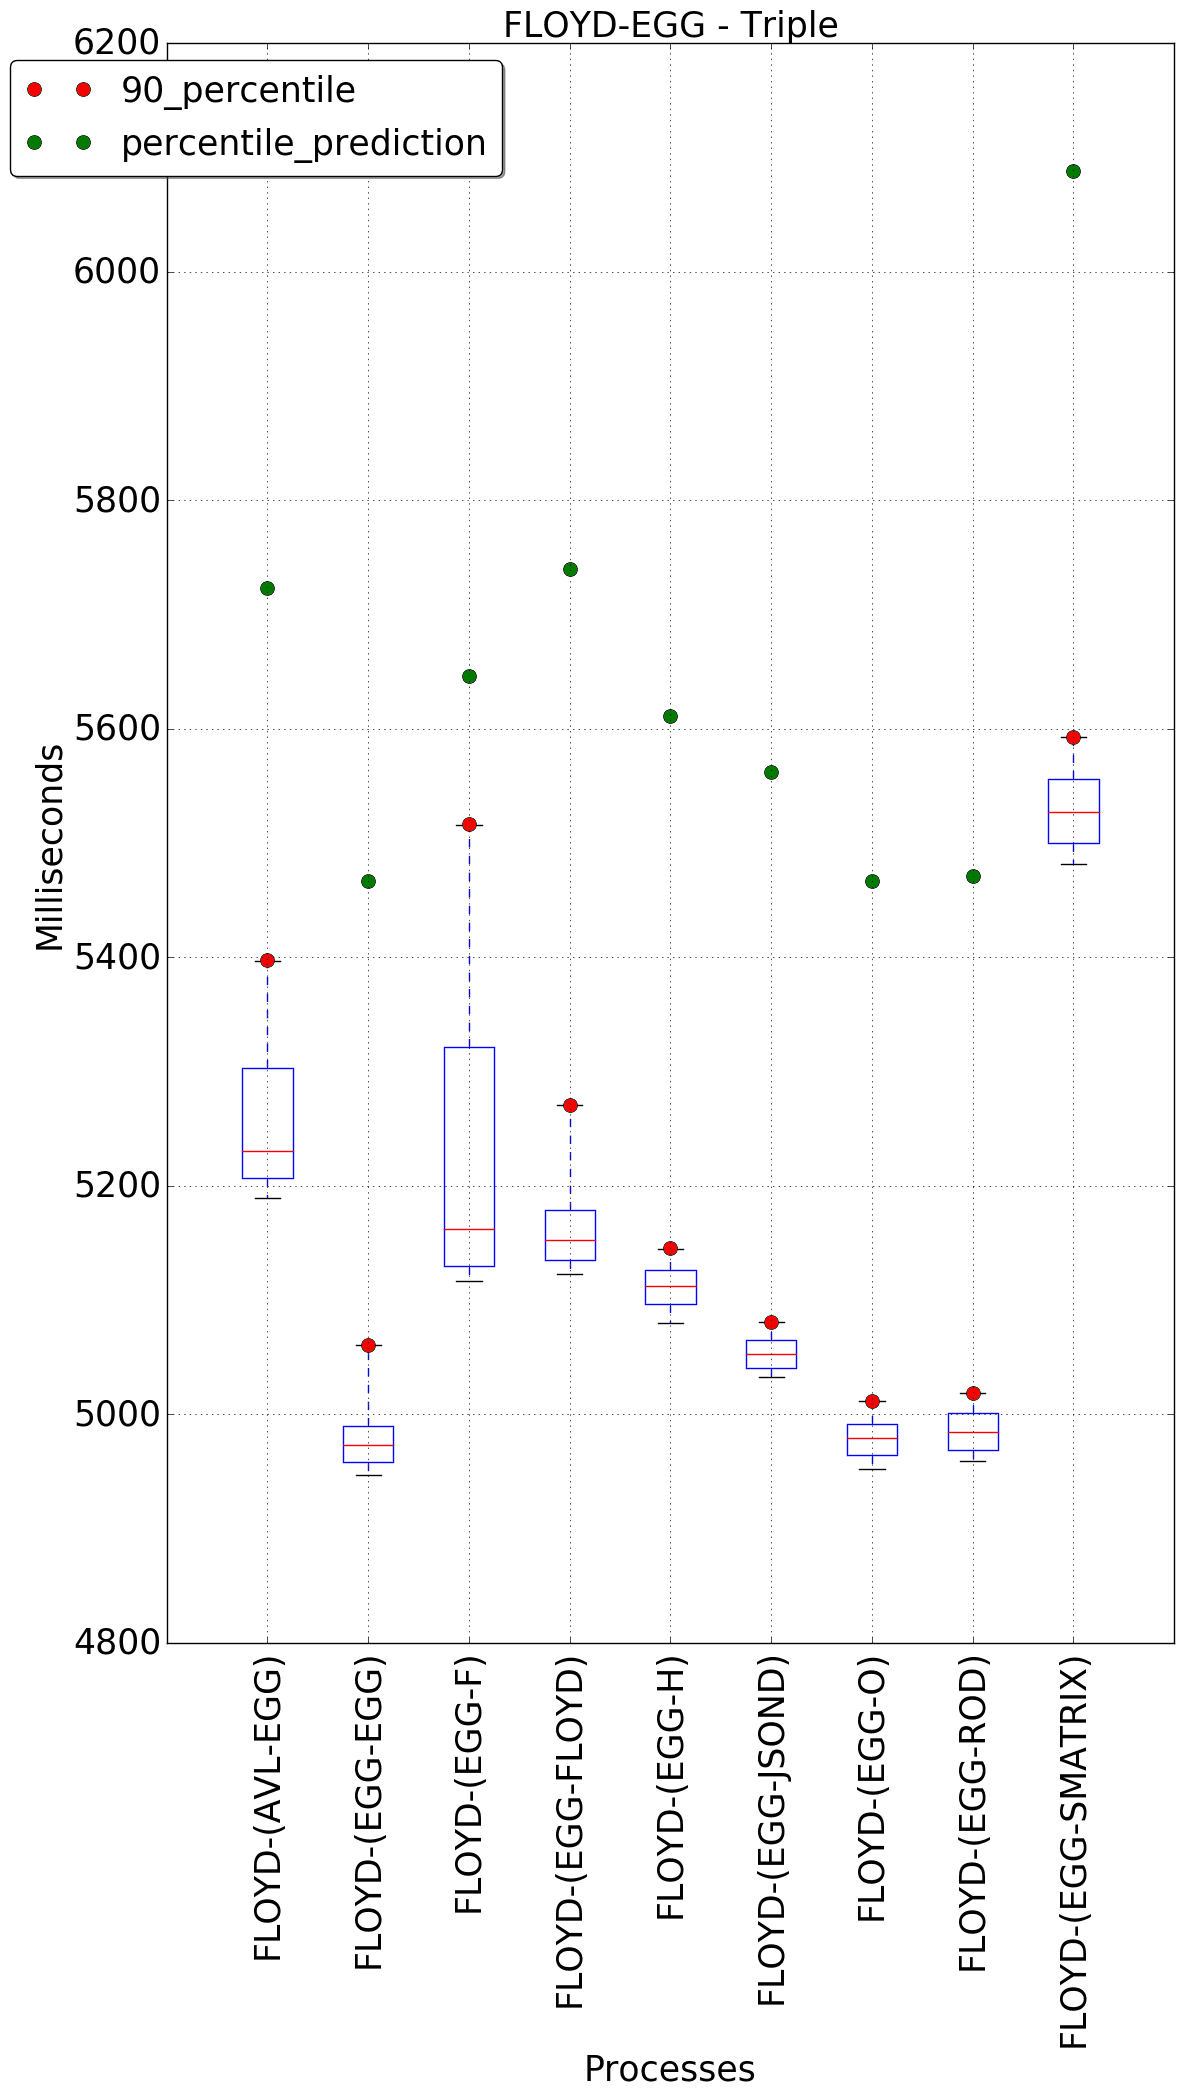 FLOYD-EGG - Triple
90_percentile
percentile_prediction
6200
6000
5800
5600
5400
5200
5000
4800
Milliseconds
FLOYD-(AVL-EGG)
FLOYD-(EGG-EGG)
FLOYD-(EGG-F)
FLOYD-(EGG-FLOYD)
FLOYD-(EGG-H)
FLOYD-(EGG-JSOND)
FLOYD-(EGG-O)
FLOYD-(EGG-ROD)
FLOYD-(EGG-SMATRIX)
Processes